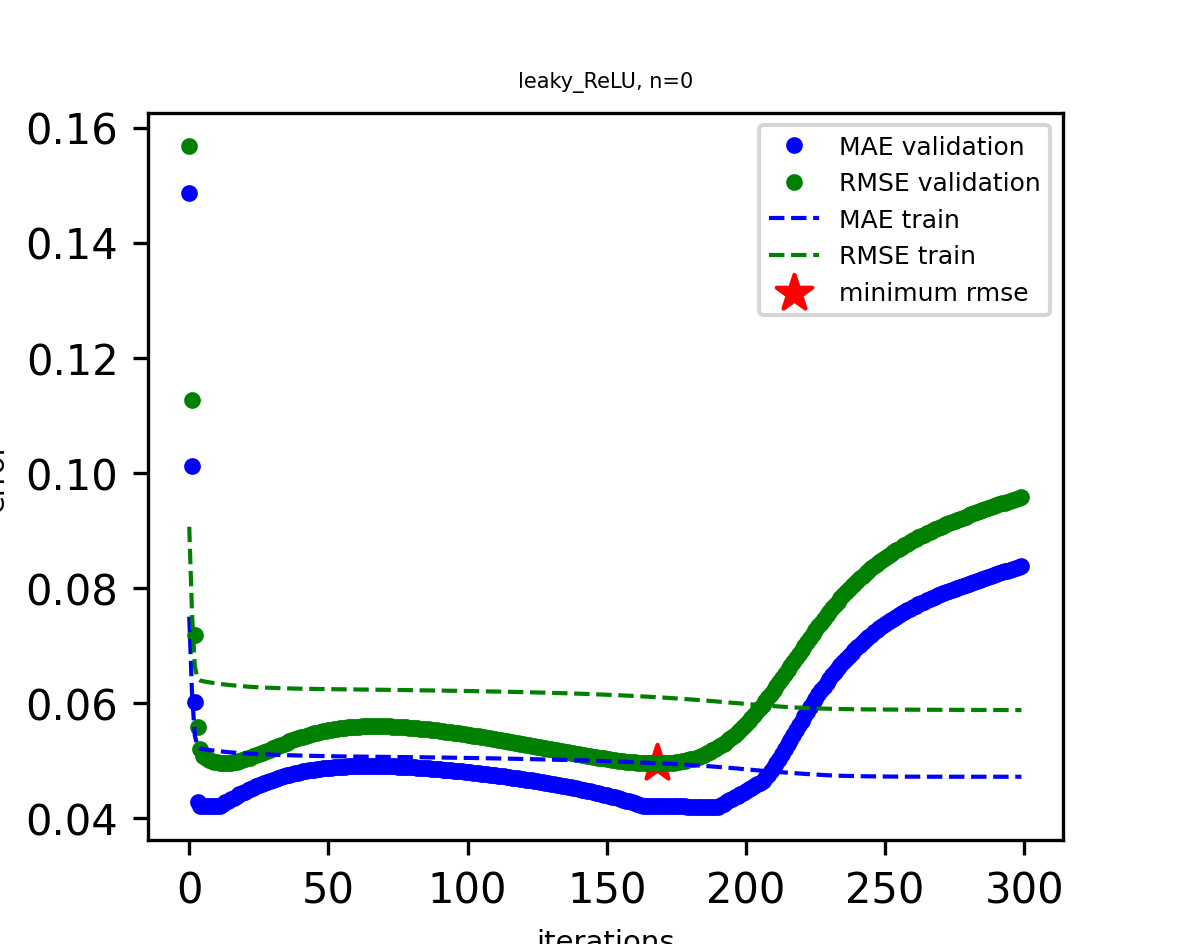 leaky_ReLU, n=0
0.16
0.14
0.12
0.10
0.08
0.06
0.04
MAE validation
RMSE validation
MAE train
RMSE train
minimum rmse
0 50 100 150 200 250 300
iterations